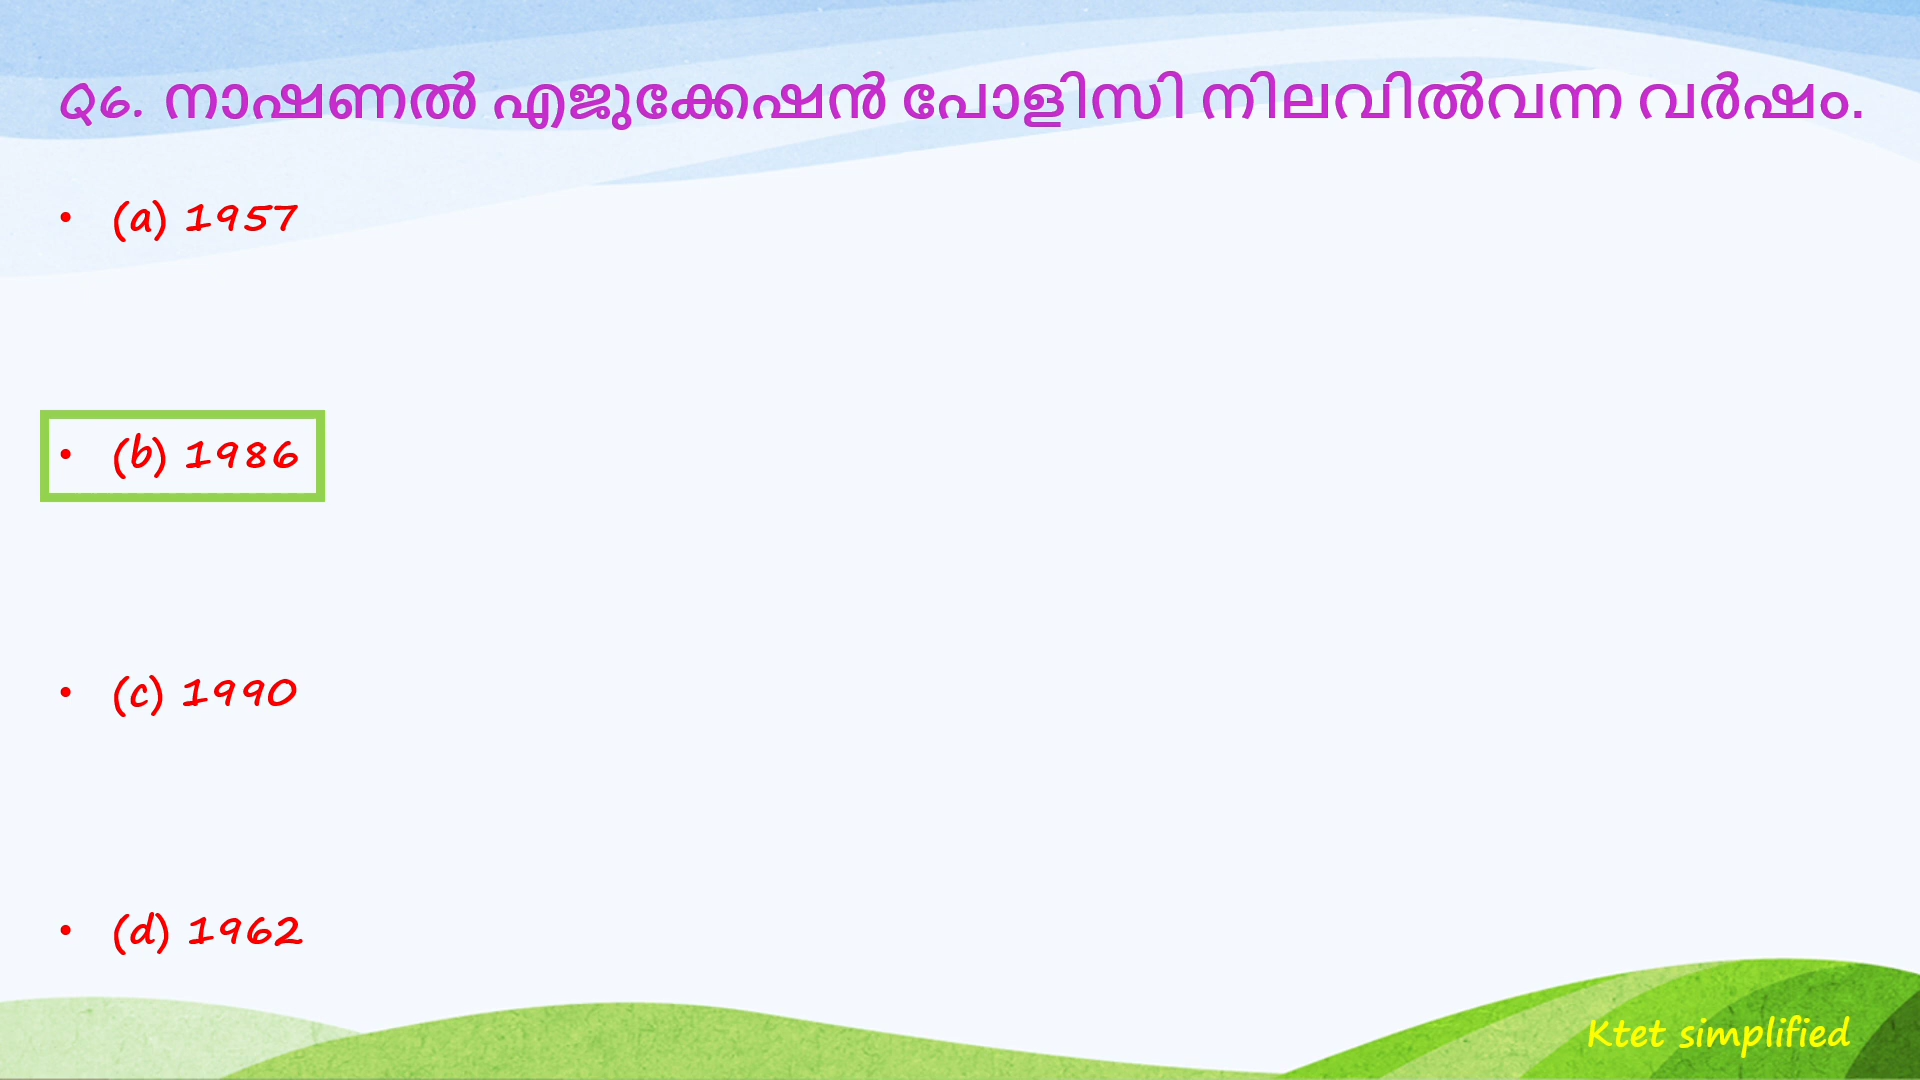 Q6. നാഷണൽ എജുക്കേഷൻ പോളിസി നിലവിൽവന്ന വർഷം.
• (a) 1957
• (b) 1986
• (c) 1990
• (d) 1962
Ktet simplified